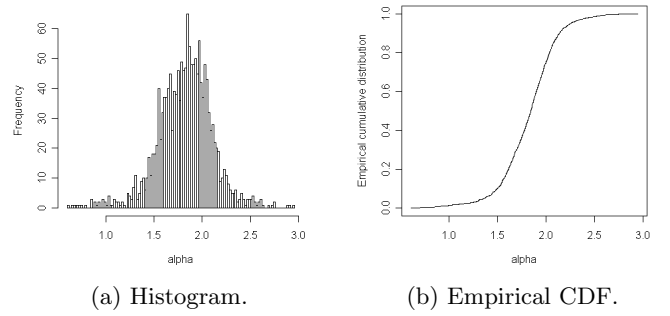 Frequency
60
50
40
30
20
10
0
1.0 1.5 2.0 2.5 3.0
alpha
(a) Histogram.
Empirical cumulative distribution
1.0
0.8
0.6
0.4
0.2
0.0
1.0 1.5 2.0 2.5 3.0
alpha
(b) Empirical CDF.